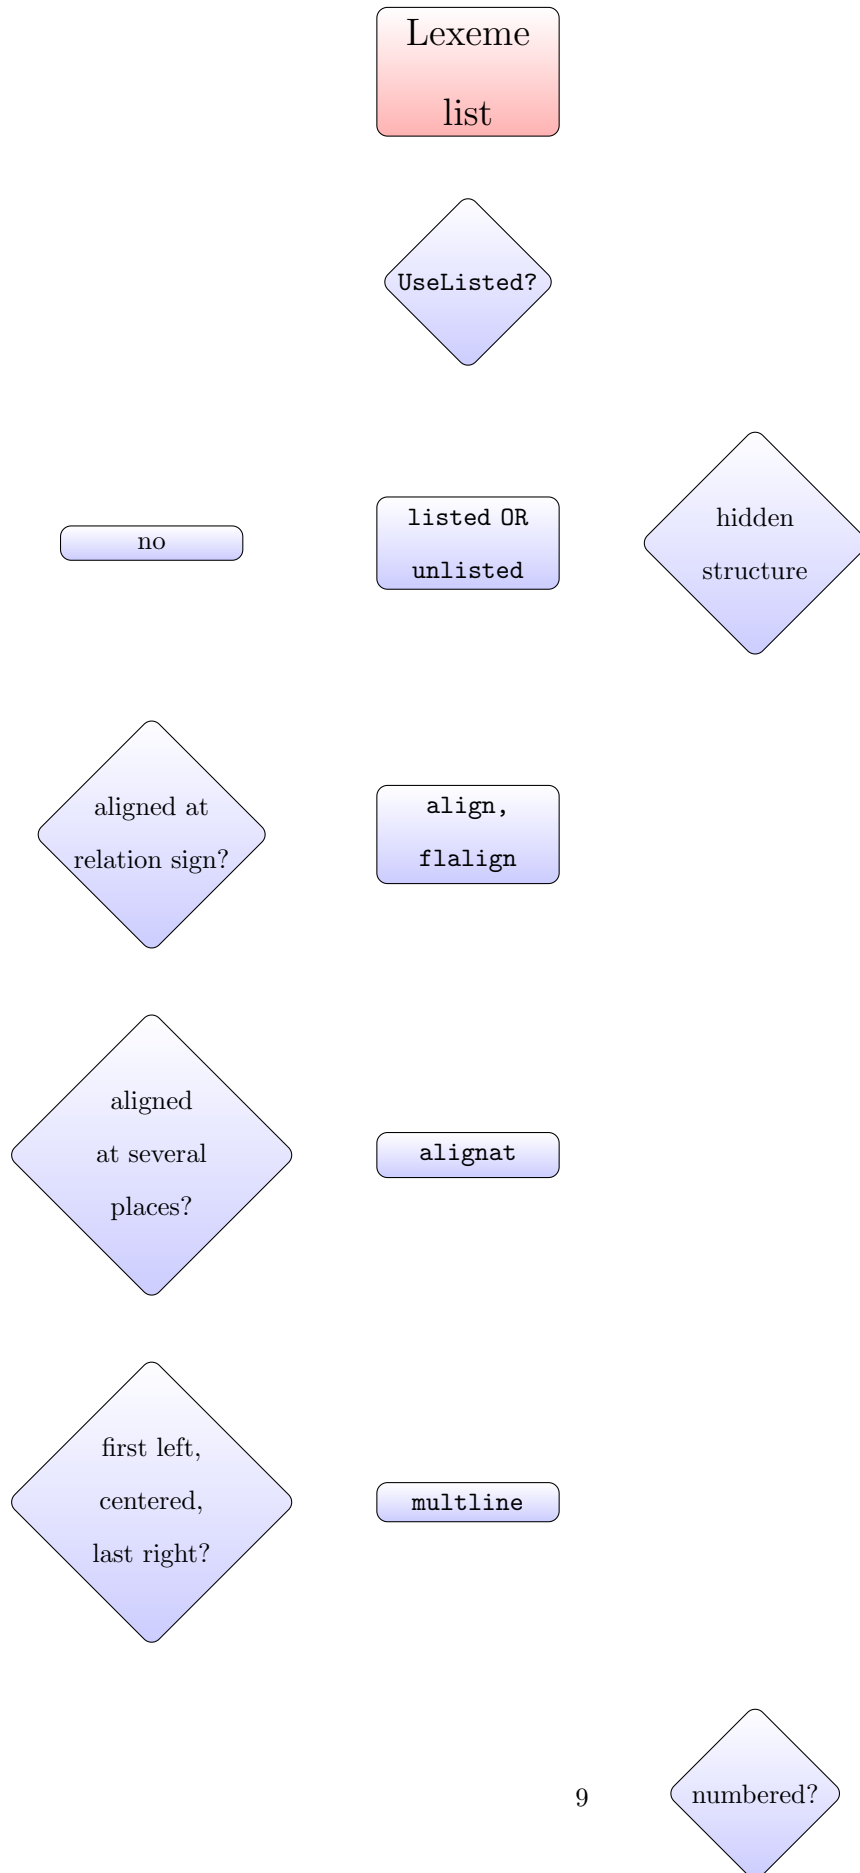 Lexeme
list
UseListed?
no
listed OR
unlisted
hidden
structure
aligned at
relation sign?
align,
flalign
aligned
at several
places?
alignat
first left,
centered,
last right?
multline
9
numbered?